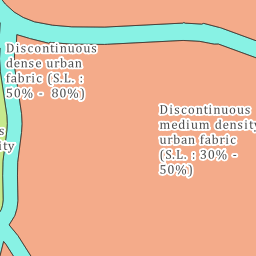 Discontinuous
dense urban
fabric (S.L. :
50% -  80%)
Discontinuous
medium density
urban fabric
(S.L. : 30% -
50%)